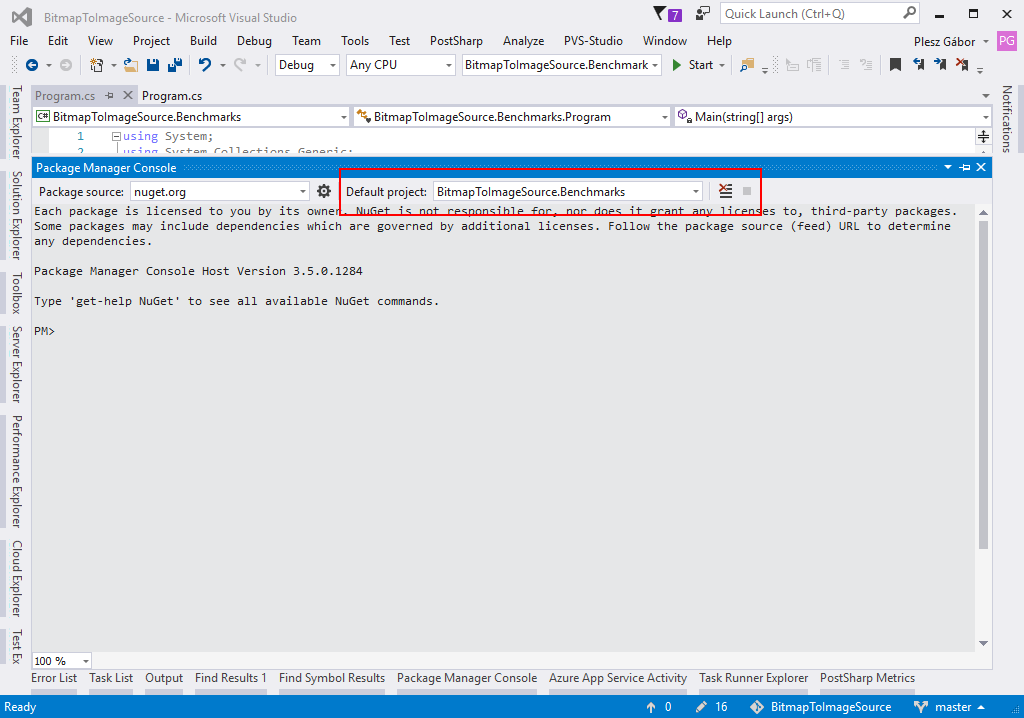 BitmapToImageSource - Microsoft Visual Studio
7
Quick Launch (Ctrl+Q)
File Edit View Project Build Debug Team Tools Test PostSharp Analyze PVS-Studio Window Help
Plesz Gábor
PG
Debug Any CPU BitmapToImageSource.Benchmark Start
Program.cs Program.cs
C# BitmapToImageSource.Benchmarks BitmapToImageSource.Benchmarks.Program Main(string[] args)
1 using System;
2 using System.Collections.Generic;
Package Manager Console
Package source: nuget.org Default project: BitmapToImageSource.Benchmarks
Each package is licensed to you by its owner. NuGet is not responsible for, nor does it grant any licenses to, third-party packages.
Some packages may include dependencies which are governed by additional licenses. Follow the package source (feed) URL to determine
any dependencies.
Package Manager Console Host Version 3.5.0.1284
Type 'get-help NuGet' to see all available NuGet commands.
PM>
Team Explorer
Solution Explorer
Toolbox
Server Explorer
Performance Explorer
Cloud Explorer
Test Ex
Notifications
100 %
Error List Task List Output Find Results 1 Find Symbol Results Package Manager Console Azure App Service Activity Task Runner Explorer PostSharp Metrics
Ready 0 16 BitmapToImageSource master